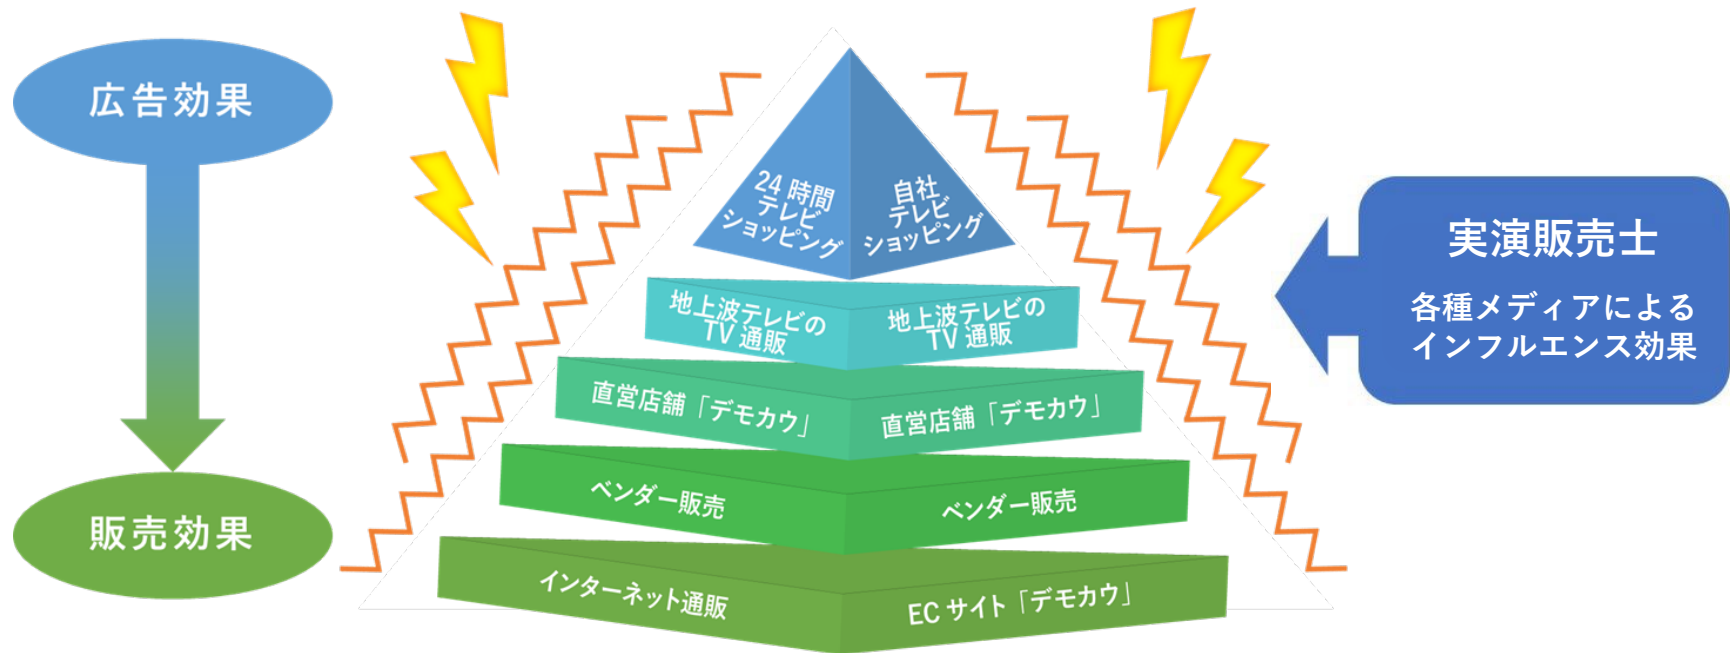 広告効果
販売効果
24 時間
テレビ
ショッピング
自社
テレビ
ショッピング
地上波テレビの
TV 通販
地上波テレビの
TV 通販
直営店舗「デモカウ」
直営店舗「デモカウ」
ベンダー販売
ベンダー販売
インターネット通販
EC サイト「デモカウ」
実演販売士
各種メディアによる
インフルエンス効果